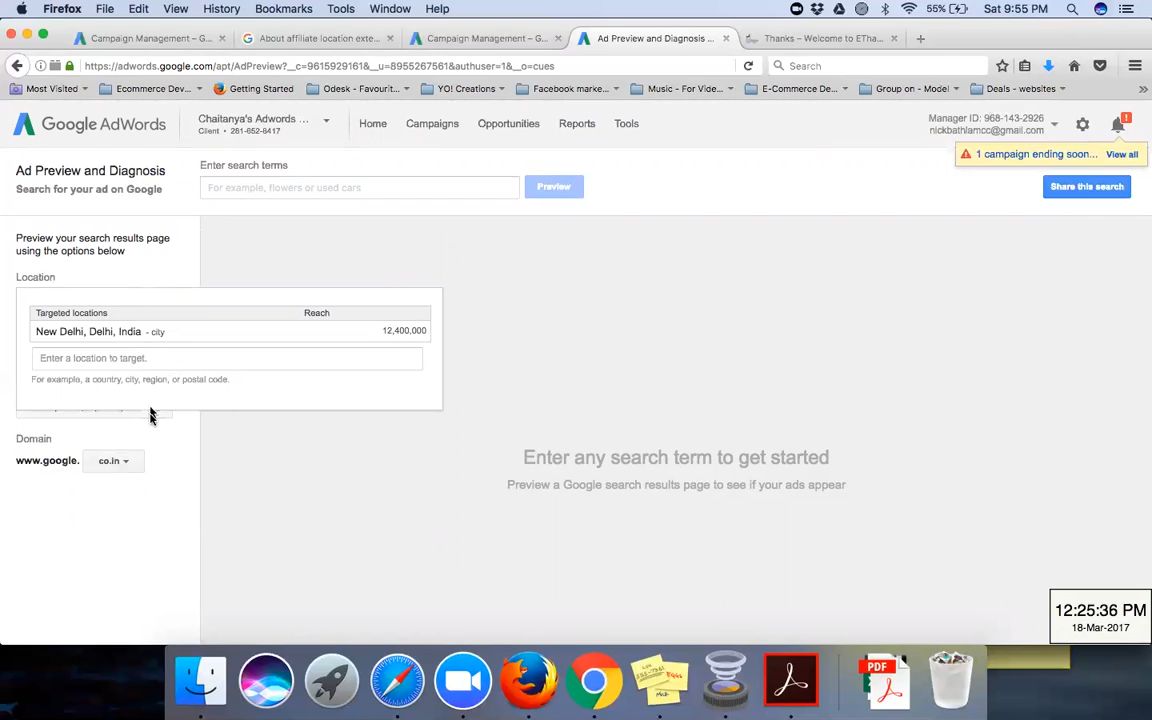 Firefox File Edit View History Bookmarks Tools Window Help 55% Sat 9:55 PM
Campaign Management – G... About affiliate location exte... Campaign Management – G... Ad Preview and Diagnosis ... Thanks – Welcome to ETha...
https://adwords.google.com/apt/AdPreview?__c=9615929161&__u=8955267561&authuser=1&__o=cues Search
Most Visited Ecommerce Dev... Getting Started Odesk - Favourit... YO! Creations Facebook marke... Music - For Vide... E-Commerce De... Group on - Model Deals - websites
Google AdWords
Chaitanya's Adwords ...
Client • 281-652-8417
Home Campaigns Opportunities Reports Tools
Manager ID: 968-143-2926
nickbathlamcc@gmail.com
1 campaign ending soon... View all
Ad Preview and Diagnosis
Search for your ad on Google
Enter search terms
For example, flowers or used cars Preview
Share this search
Preview your search results page
using the options below
Location
Targeted locations Reach
New Delhi, Delhi, India - city 12,400,000
Enter a location to target.
For example, a country, city, region, or postal code.
Domain
www.google. co.in
Enter any search term to get started
Preview a Google search results page to see if your ads appear
12:25:36 PM
18-Mar-2017
PDF